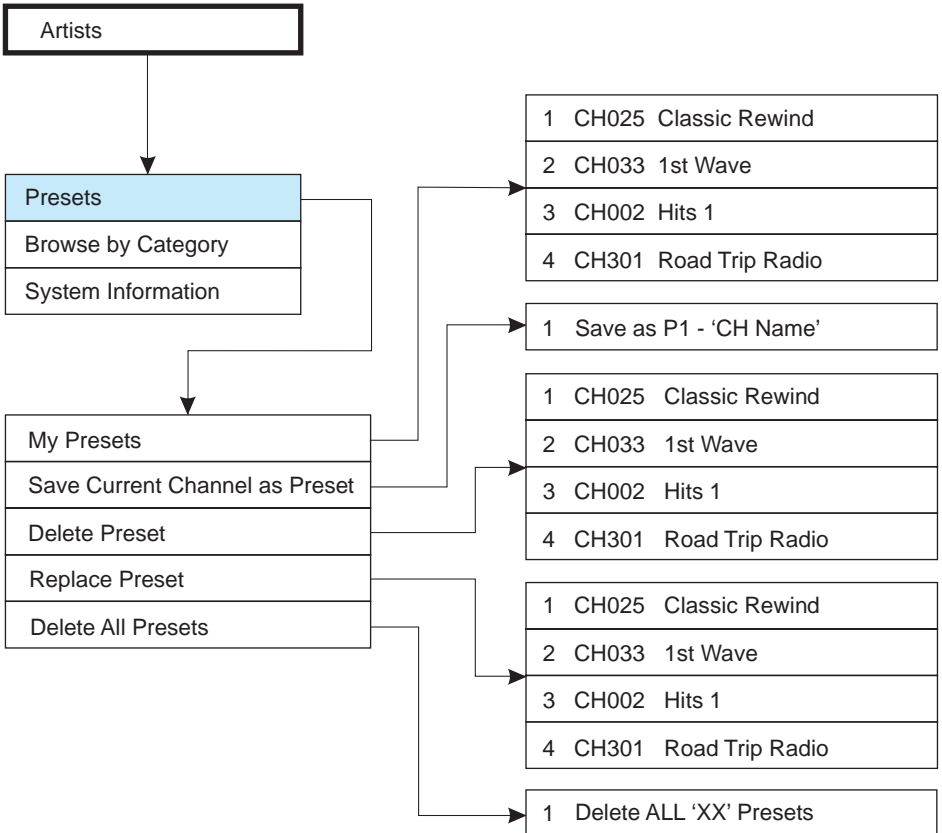 Artists
Presets
Browse by Category
System Information
My Presets
Save Current Channel as Preset
Delete Preset
Replace Preset
Delete All Presets
1 CH025 Classic Rewind
2 CH033 1st Wave
3 CH002 Hits 1
4 CH301 Road Trip Radio
1 Save as P1 - ‘CH Name’
1 CH025 Classic Rewind
2 CH033 1st Wave
3 CH002 Hits 1
4 CH301 Road Trip Radio
1 CH025 Classic Rewind
2 CH033 1st Wave
3 CH002 Hits 1
4 CH301 Road Trip Radio
1 Delete ALL ‘XX’ Presets